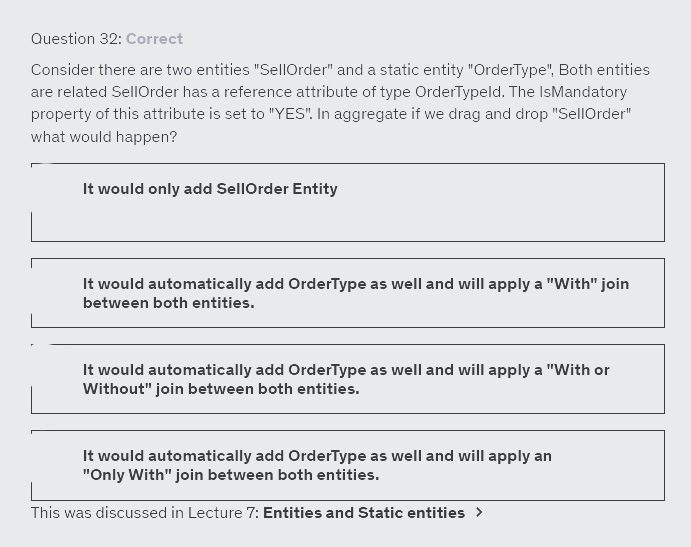 Question 32: Correct
Consider there are two entities "SellOrder" and a static entity "OrderType", Both entities
are related SellOrder has a reference attribute of type OrderTypeId. The IsMandatory
property of this attribute is set to "YES". In aggregate if we drag and drop "SellOrder"
what would happen?
It would only add SellOrder Entity
It would automatically add OrderType as well and will apply a "With" join
between both entities.
It would automatically add OrderType as well and will apply a "With or
Without" join between both entities.
It would automatically add OrderType as well and will apply an
"Only With" join between both entities.
This was discussed in Lecture 7: Entities and Static entities >